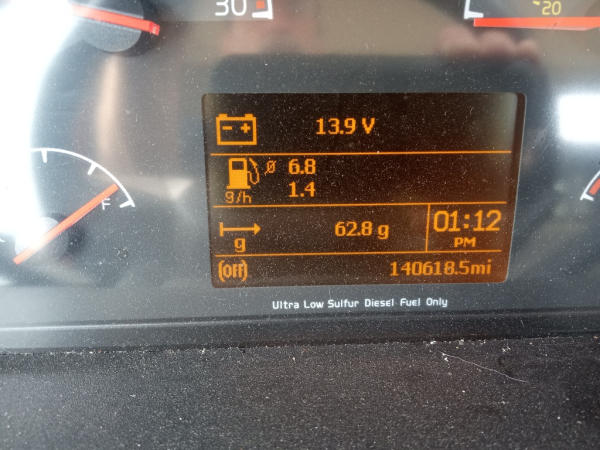 30
20
13.9 V
ø 6.8
g/h 1.4
F
g 62.8 g
01:12
PM
(OFF) 140618.5mi
Ultra Low Sulfur Diesel Fuel Only